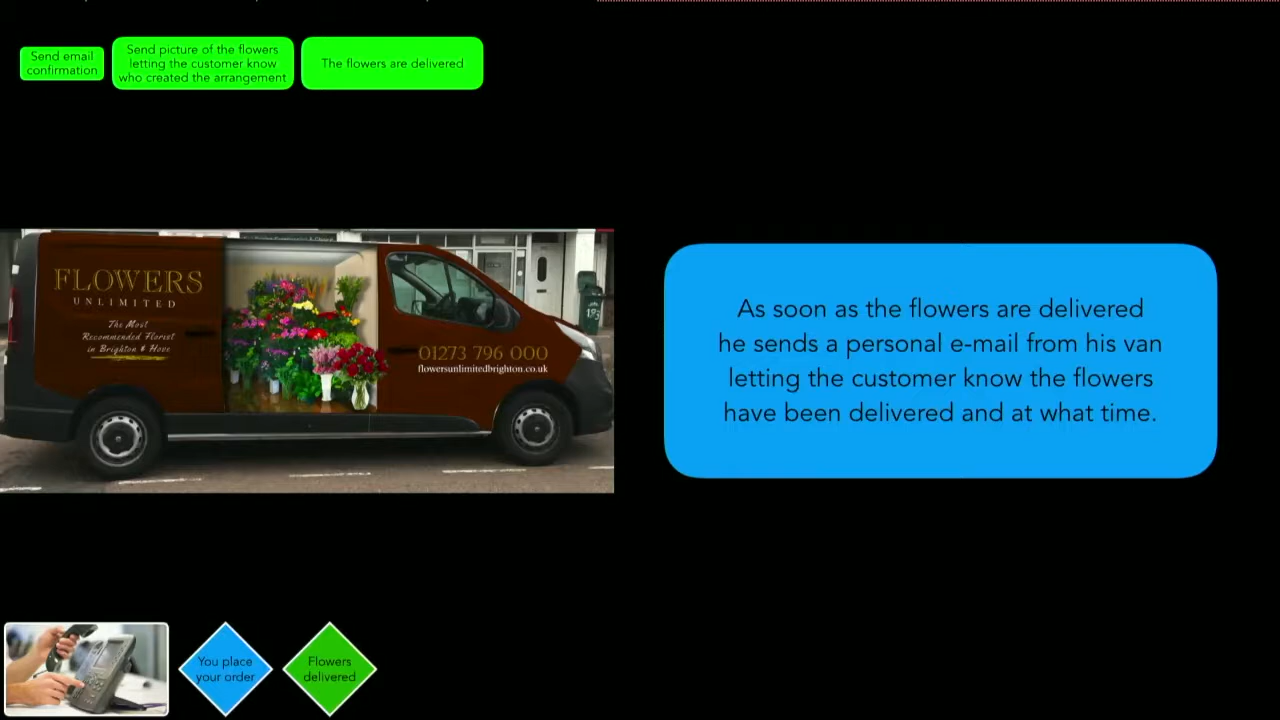 Send email
confirmation
Send picture of the flowers
letting the customer know
who created the arrangement
The flowers are delivered
FLOWERS
UNLIMITED
The Most
Recommended Florist
in Brighton & Hove
01273 796 000
flowersunlimitedbrighton.co.uk
As soon as the flowers are delivered
he sends a personal e-mail from his van
letting the customer know the flowers
have been delivered and at what time.
You place
your order
Flowers
delivered